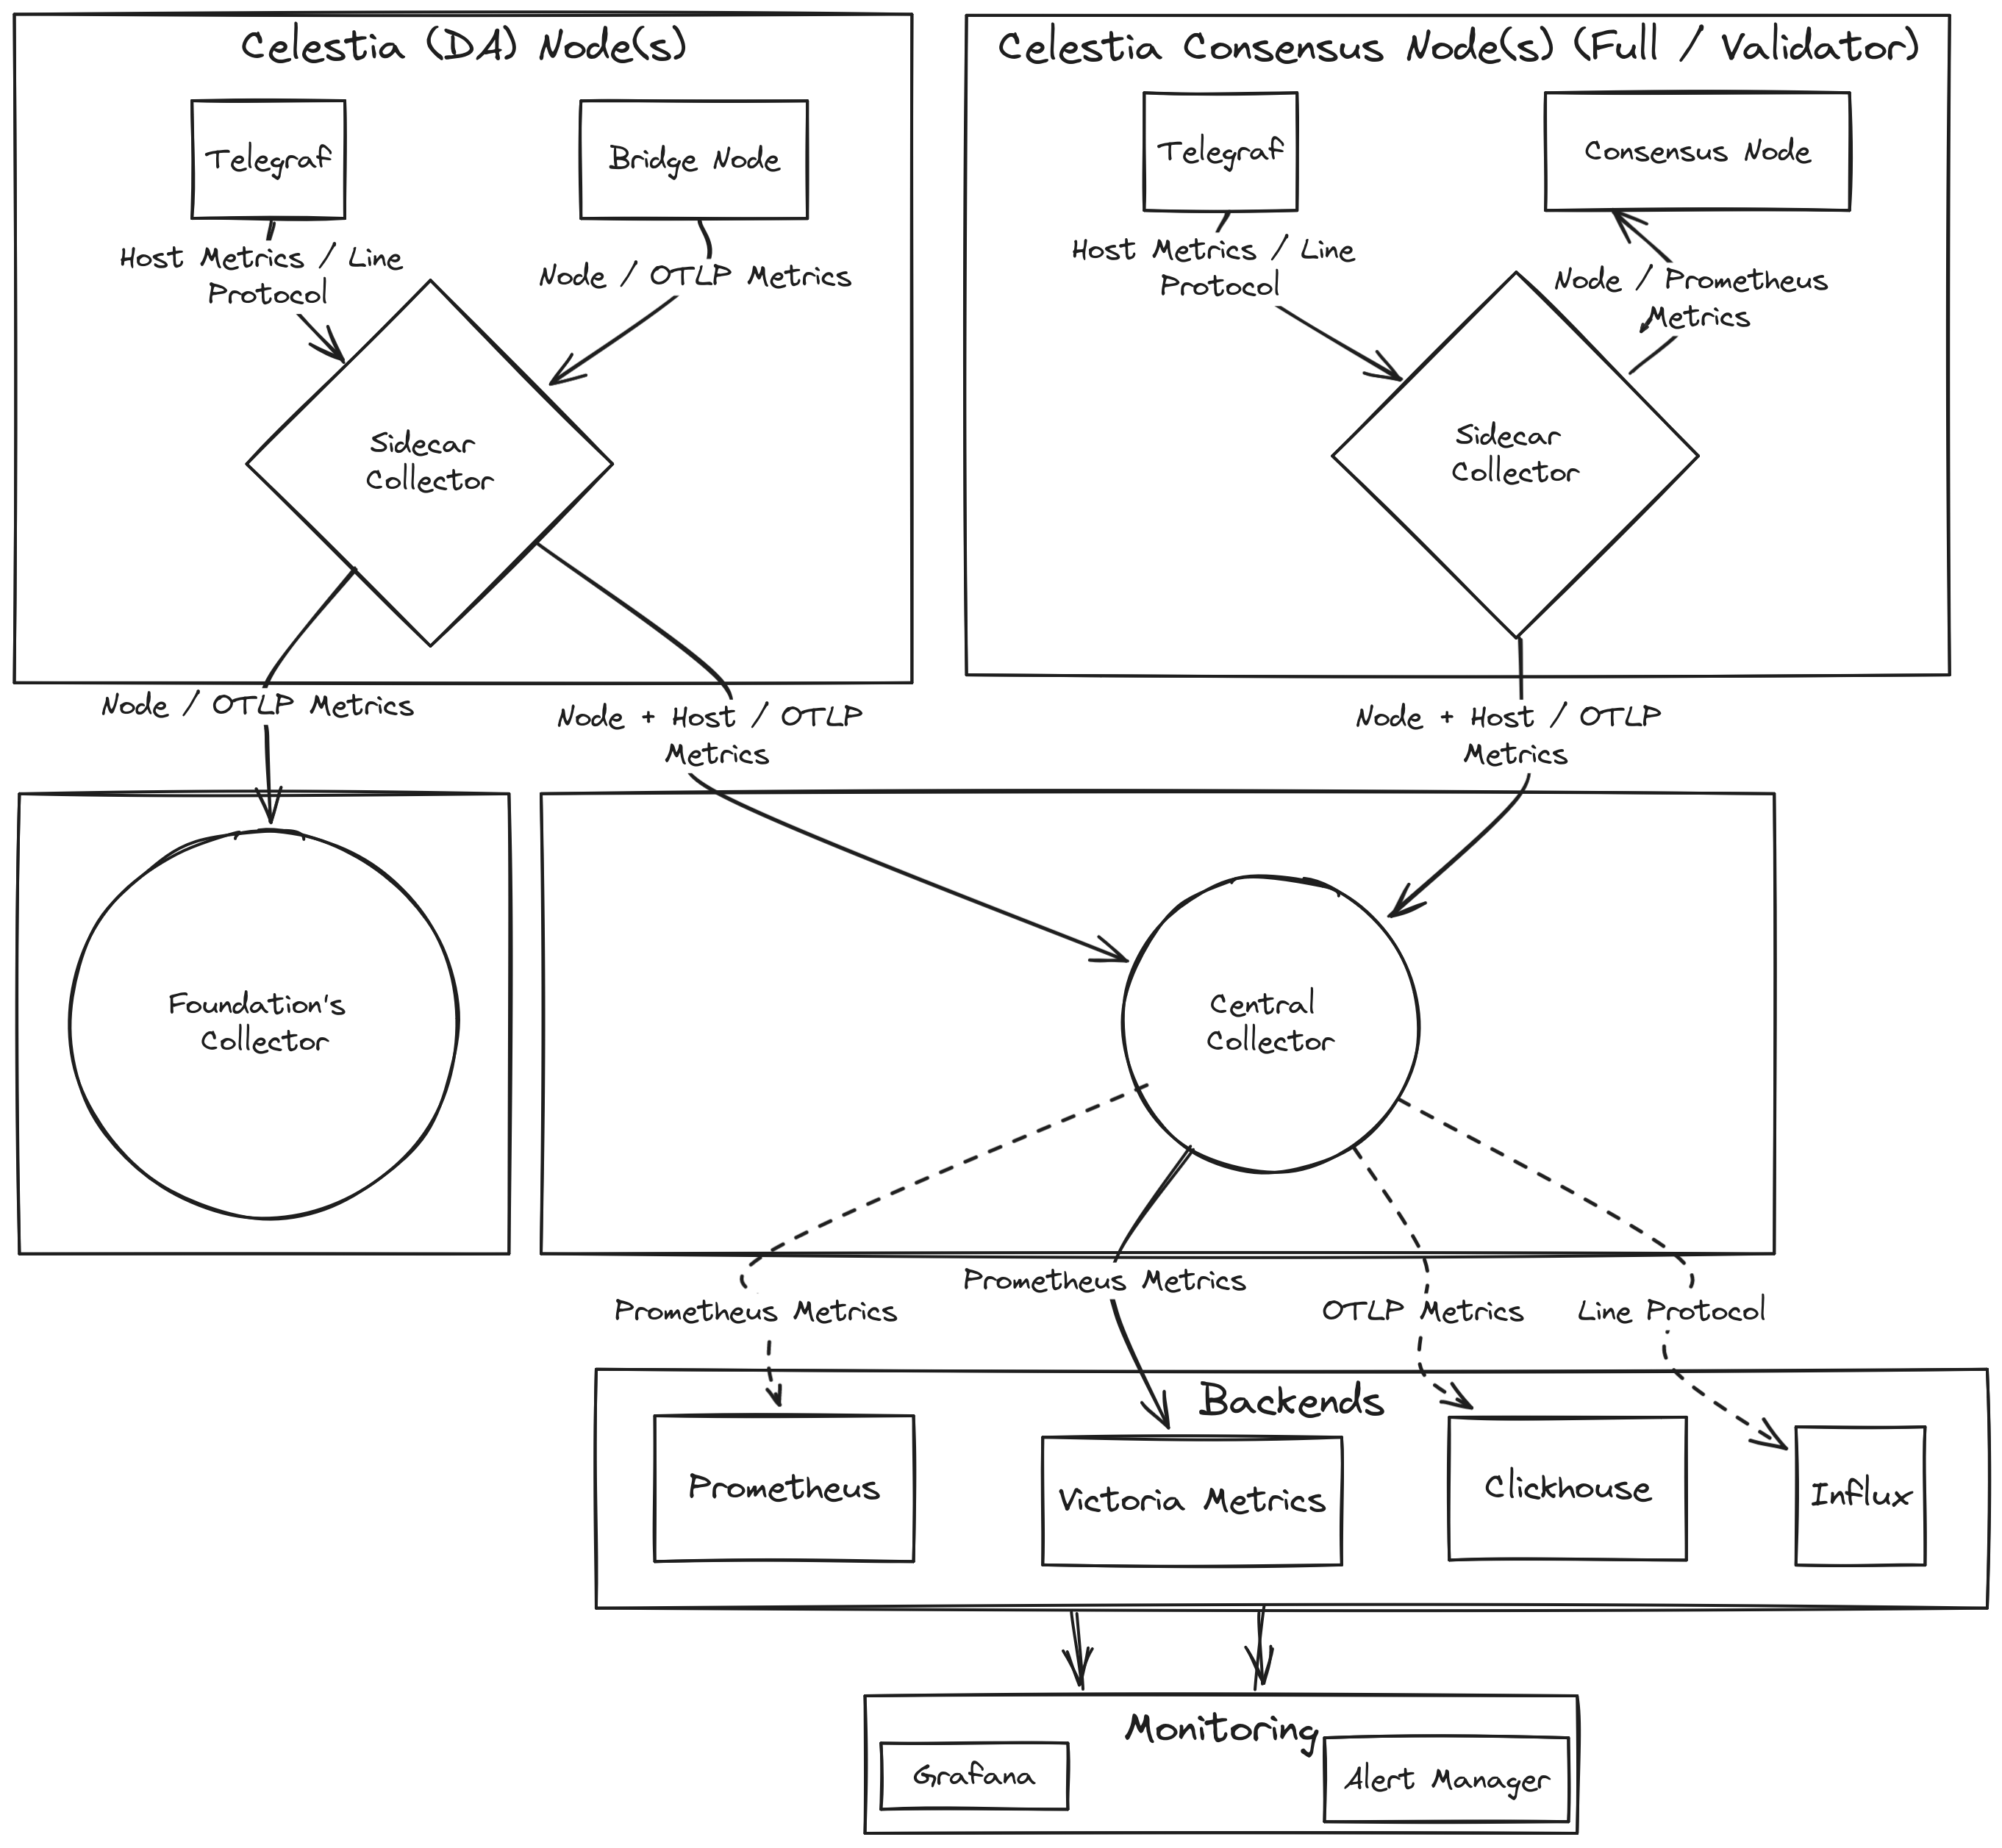 Celestia (DA) Node(s)
Telegraf
Bridge Node
Host Metrics / Line
Protocol
Node / OTLP Metrics
Sidecar
Collector
Celestia Consensus Node(s) (Full / Validator)
Telegraf
Consensus Node
Host Metrics / Line
Protocol
Node / Prometheus
Metrics
Sidecar
Collector
Node / OTLP Metrics
Node + Host / OTLP
Metrics
Node + Host / OTLP
Metrics
Foundation's
Collector
Central
Collector
Prometheus Metrics
Prometheus Metrics
OTLP Metrics
Line Protocol
Backends
Prometheus
Victoria Metrics
Clickhouse
Influx
Monitoring
Grafana
Alert Manager